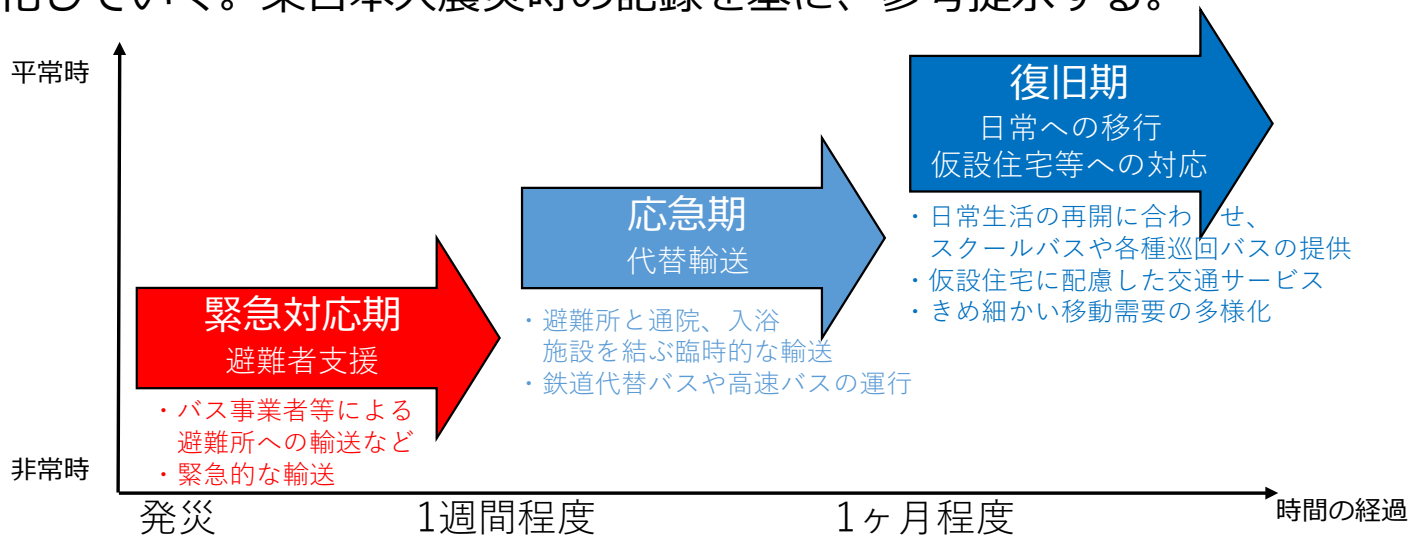 化していく。東日本大震災時の記録を基に、参考提示する。
平常時
復旧期
日常への移行
仮設住宅等への対応
応急期
代替輸送
・日常生活の再開に合わせ、
スクールバスや各種巡回バスの提供
・仮設住宅に配慮した交通サービス
・きめ細かい移動需要の多様化
緊急対応期
避難者支援
・避難所と通院、入浴
施設を結ぶ臨時的な輸送
・鉄道代替バスや高速バスの運行
・バス事業者等による
避難所への輸送など
・緊急的な輸送
非常時
発災
1週間程度
1ヶ月程度
時間の経過